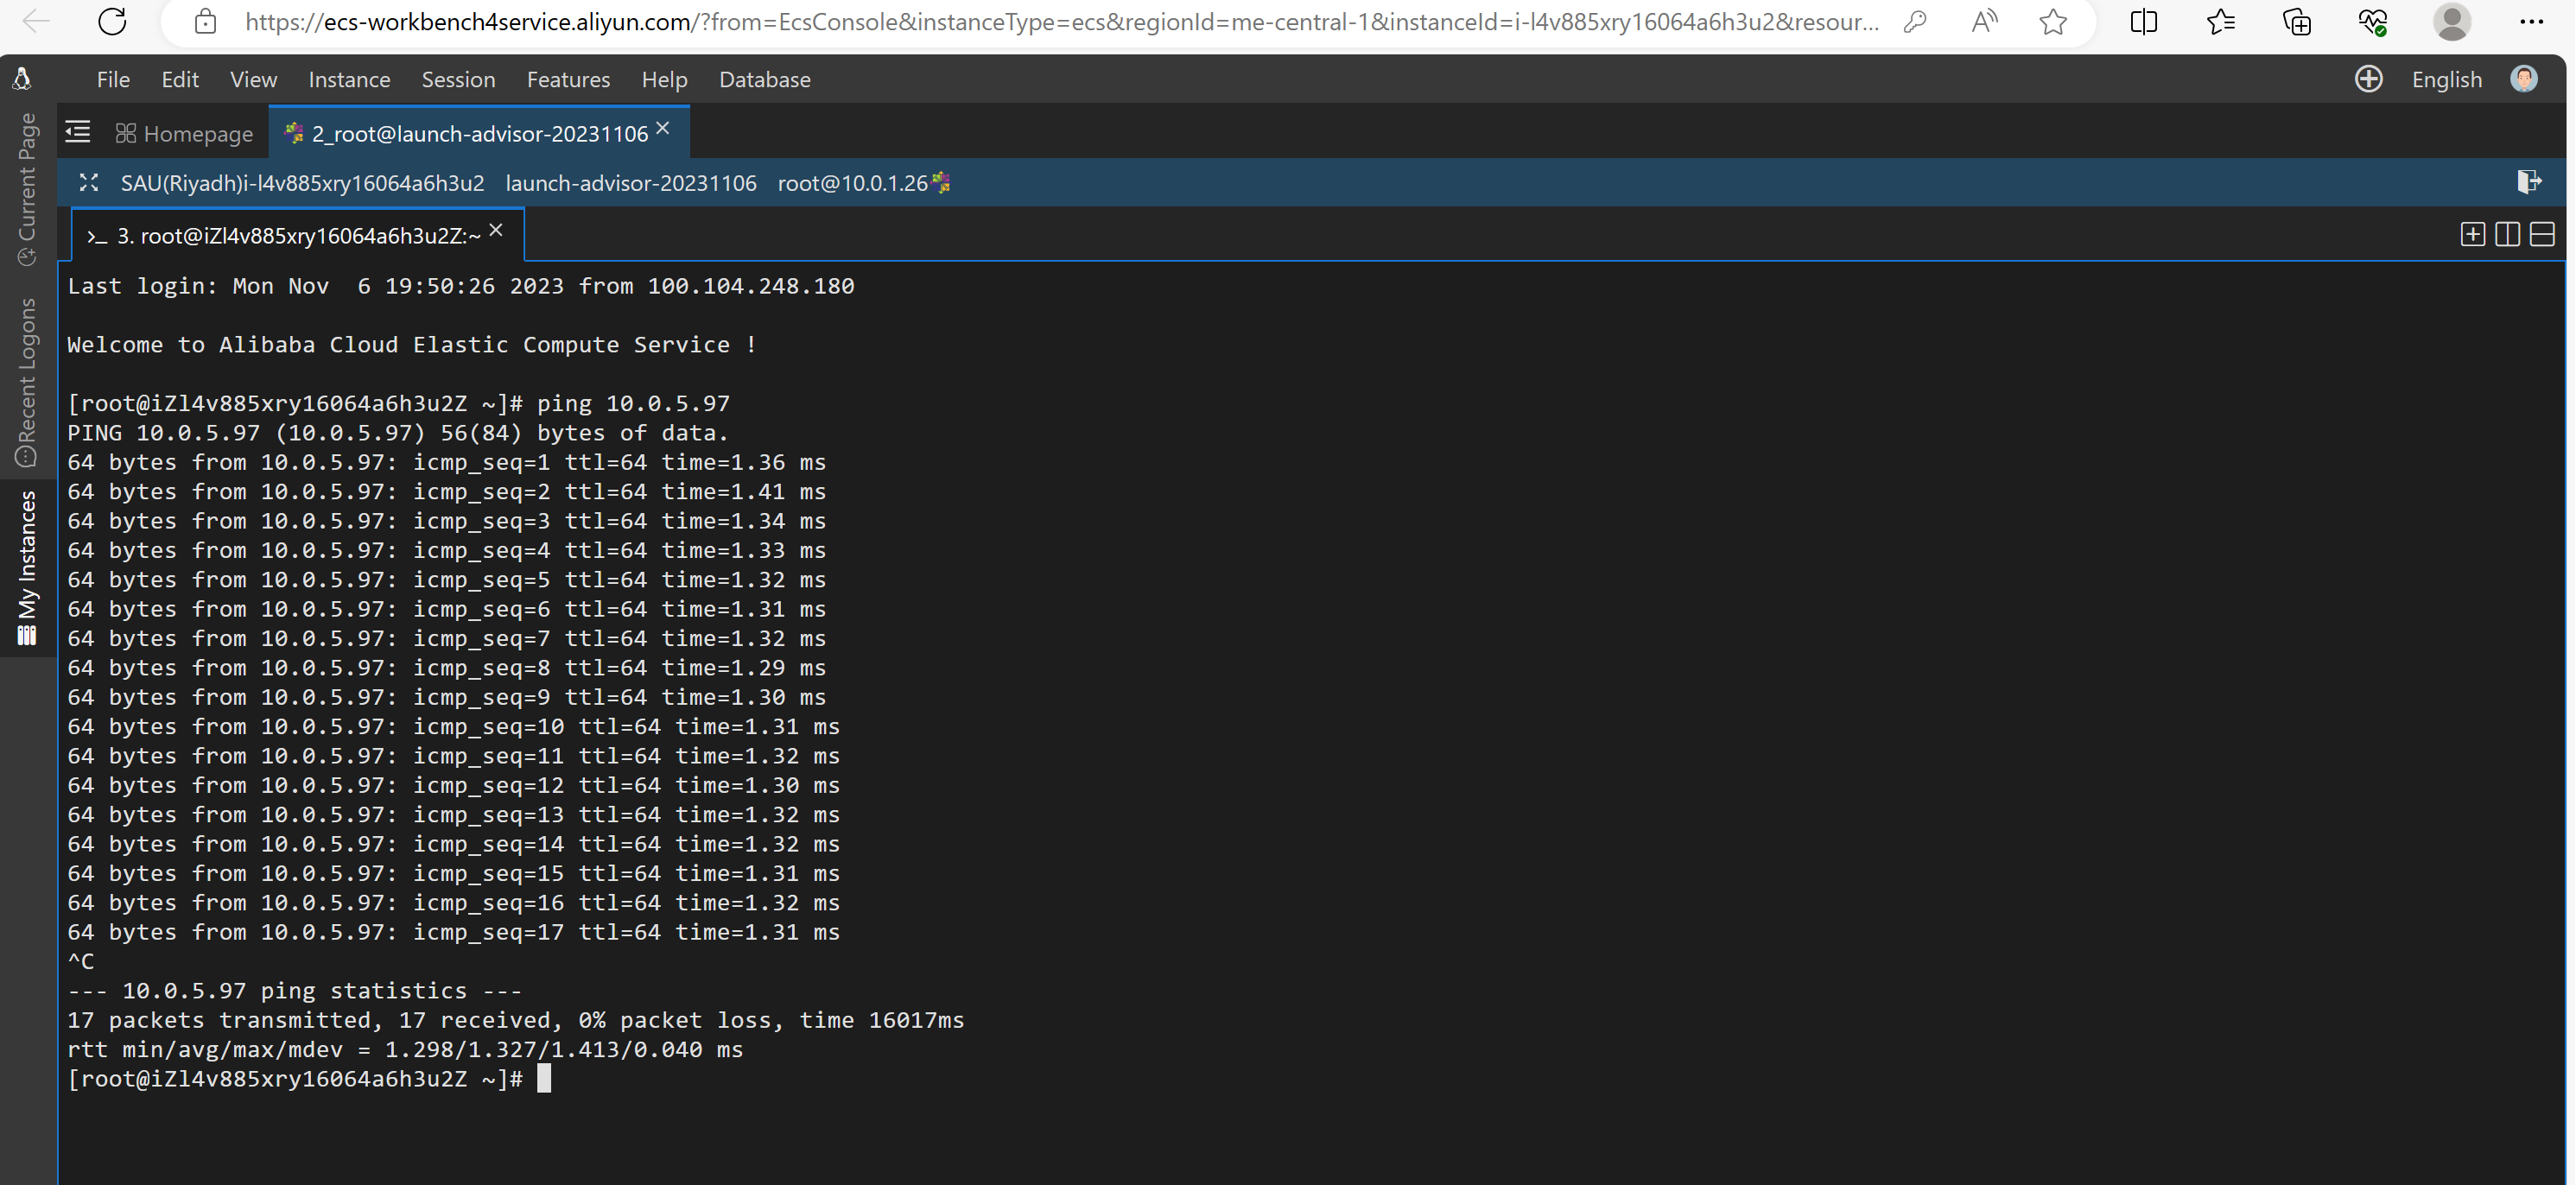 https://ecs-workbench4service.aliyun.com/?from=EcsConsole&instanceType=ecs&regionId=me-central-1&instanceId=i-l4v885xry16064a6h3u2&resour...
File Edit View Instance Session Features Help Database English
Current Page
Recent Logons
My Instances
Homepage 2_root@launch-advisor-20231106
SAU(Riyadh)i-l4v885xry16064a6h3u2 launch-advisor-20231106 root@10.0.1.26
>_ 3. root@iZl4v885xry16064a6h3u2Z:~
Last login: Mon Nov  6 19:50:26 2023 from 100.104.248.180
Welcome to Alibaba Cloud Elastic Compute Service !
[root@iZl4v885xry16064a6h3u2Z ~]# ping 10.0.5.97
PING 10.0.5.97 (10.0.5.97) 56(84) bytes of data.
64 bytes from 10.0.5.97: icmp_seq=1 ttl=64 time=1.36 ms
64 bytes from 10.0.5.97: icmp_seq=2 ttl=64 time=1.41 ms
64 bytes from 10.0.5.97: icmp_seq=3 ttl=64 time=1.34 ms
64 bytes from 10.0.5.97: icmp_seq=4 ttl=64 time=1.33 ms
64 bytes from 10.0.5.97: icmp_seq=5 ttl=64 time=1.32 ms
64 bytes from 10.0.5.97: icmp_seq=6 ttl=64 time=1.31 ms
64 bytes from 10.0.5.97: icmp_seq=7 ttl=64 time=1.32 ms
64 bytes from 10.0.5.97: icmp_seq=8 ttl=64 time=1.29 ms
64 bytes from 10.0.5.97: icmp_seq=9 ttl=64 time=1.30 ms
64 bytes from 10.0.5.97: icmp_seq=10 ttl=64 time=1.31 ms
64 bytes from 10.0.5.97: icmp_seq=11 ttl=64 time=1.32 ms
64 bytes from 10.0.5.97: icmp_seq=12 ttl=64 time=1.30 ms
64 bytes from 10.0.5.97: icmp_seq=13 ttl=64 time=1.32 ms
64 bytes from 10.0.5.97: icmp_seq=14 ttl=64 time=1.32 ms
64 bytes from 10.0.5.97: icmp_seq=15 ttl=64 time=1.31 ms
64 bytes from 10.0.5.97: icmp_seq=16 ttl=64 time=1.32 ms
64 bytes from 10.0.5.97: icmp_seq=17 ttl=64 time=1.31 ms
^C
--- 10.0.5.97 ping statistics ---
17 packets transmitted, 17 received, 0% packet loss, time 16017ms
rtt min/avg/max/mdev = 1.298/1.327/1.413/0.040 ms
[root@iZl4v885xry16064a6h3u2Z ~]#